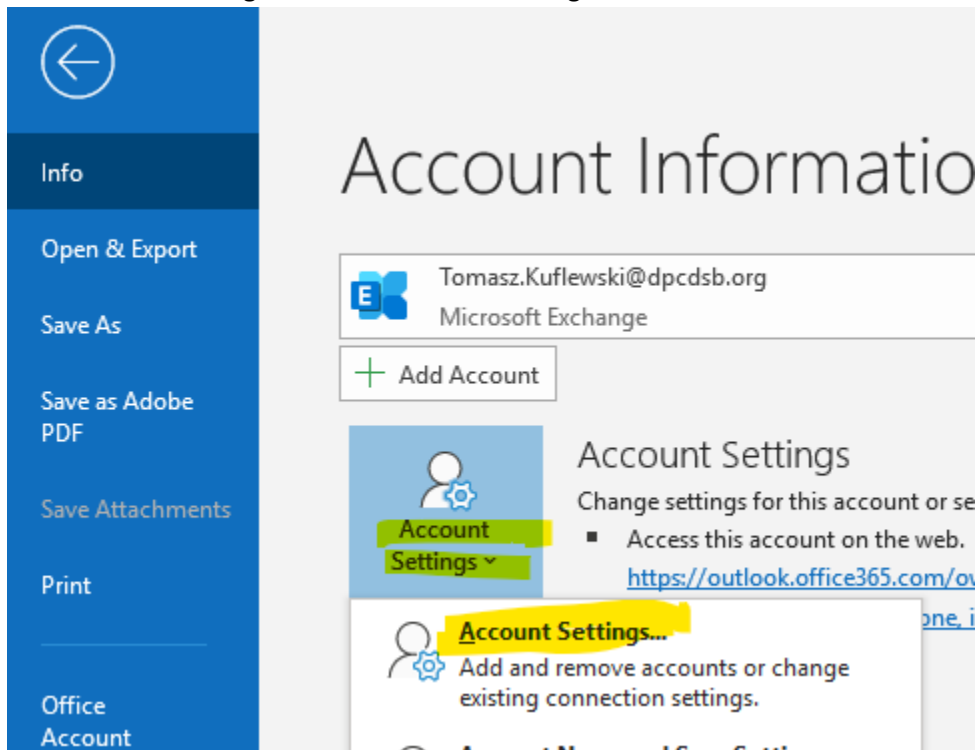 Info
Open & Export
Save As
Save as Adobe
PDF
Save Attachments
Print
Office
Account
Account Informatio
E
Tomasz.Kuflewski@dpcdsb.org
Microsoft Exchange
Add Account
Account
Settings
Account Settings
Change settings for this account or se
Access this account on the web.
https://outlook.office365.com/ow
one, i
Account Settings...
Add and remove accounts or change
existing connection settings.